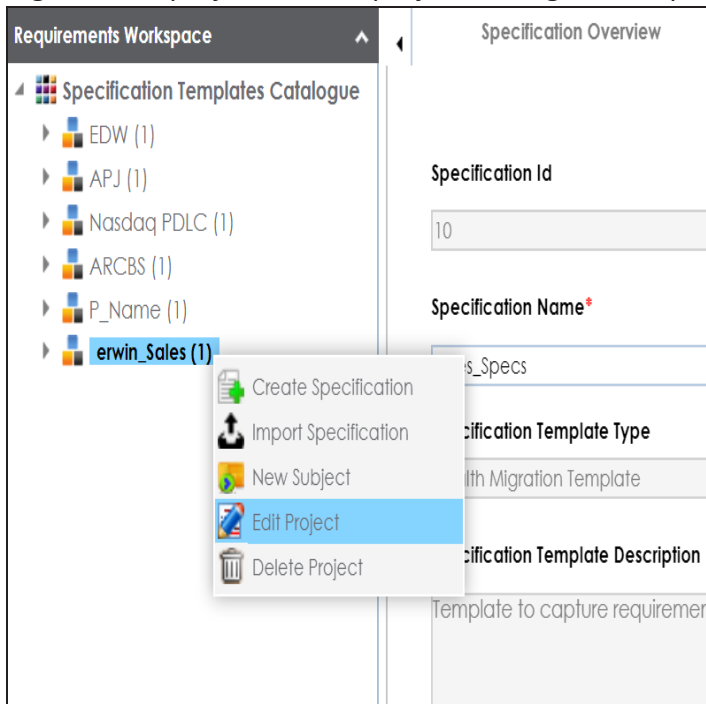 Requirements Workspace
Specification Templates Catalogue
EDW (1)
APJ (1)
Nasdaq PDLC (1)
ARCBS (1)
P_Name (1)
erwin_Sales (1)
Create Specification
Import Specification
New Subject
Edit Project
Delete Project
Specification Overview
Specification Id
10
Specification Name*
s_Specs
cification Template Type
lth Migration Template
cification Template Description
Template to capture requiremen